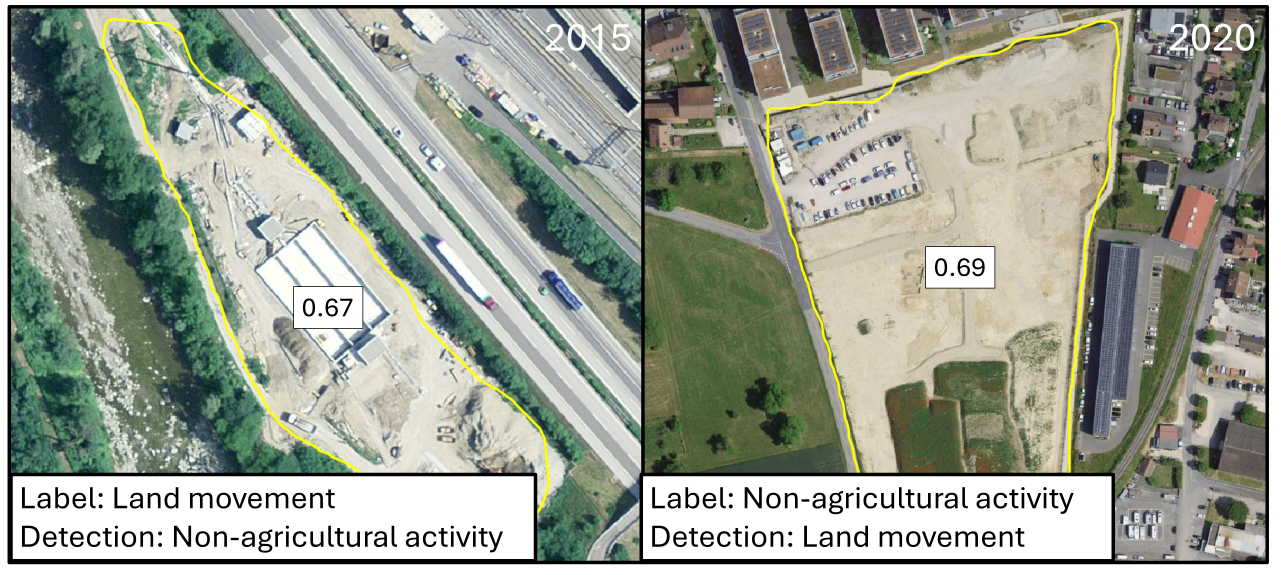 2015
0.67
Label: Land movement
Detection: Non-agricultural activity
2020
0.69
Label: Non-agricultural activity
Detection: Land movement